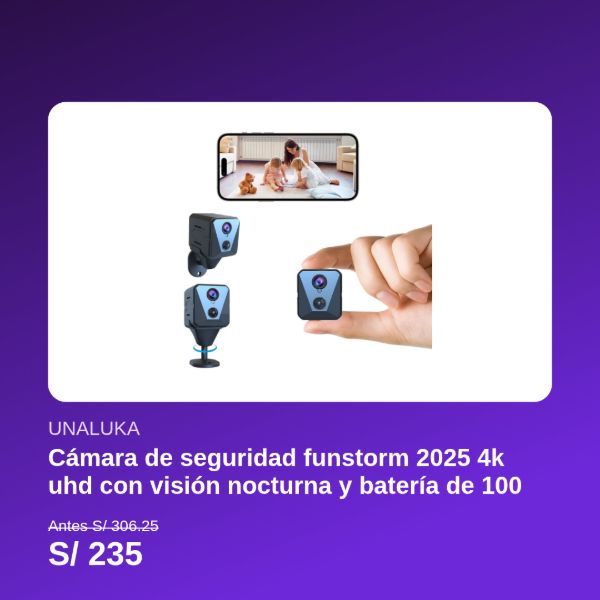 UNALUKA
Cámara de seguridad funstorm 2025 4k
uhd con visión nocturna y batería de 100
Antes S/ 306.25
S/ 235